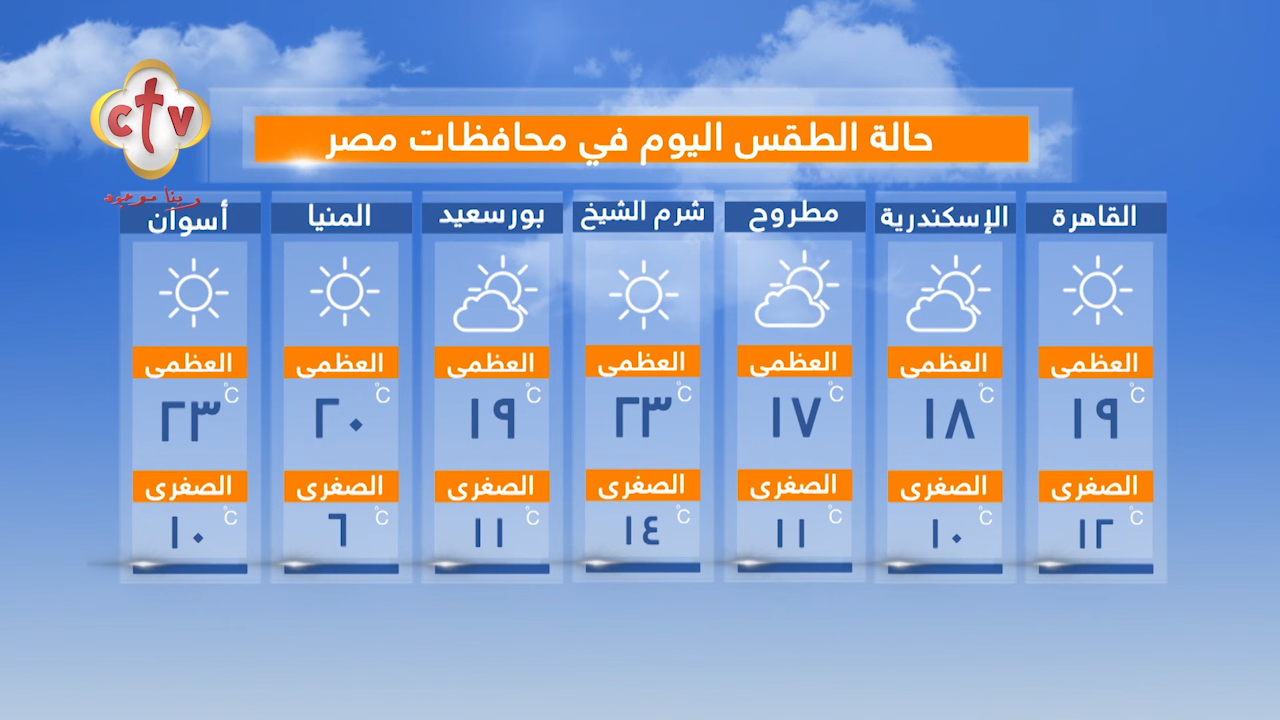 ctv
ربنا موجود
حالة الطقس اليوم في محافظات مصر
القاهرة
العظمى
١٩ °C
الصغرى
١٢ °C
الإسكندرية
العظمى
١٨ °C
الصغرى
١٠ °C
مطروح
العظمى
١٧ °C
الصغرى
١١ °C
شرم الشيخ
العظمى
٢٣ °C
الصغرى
١٤ °C
بورسعيد
العظمى
١٩ °C
الصغرى
١١ °C
المنيا
العظمى
٢٠ °C
الصغرى
٦ °C
أسوان
العظمى
٢٣ °C
الصغرى
١٠ °C